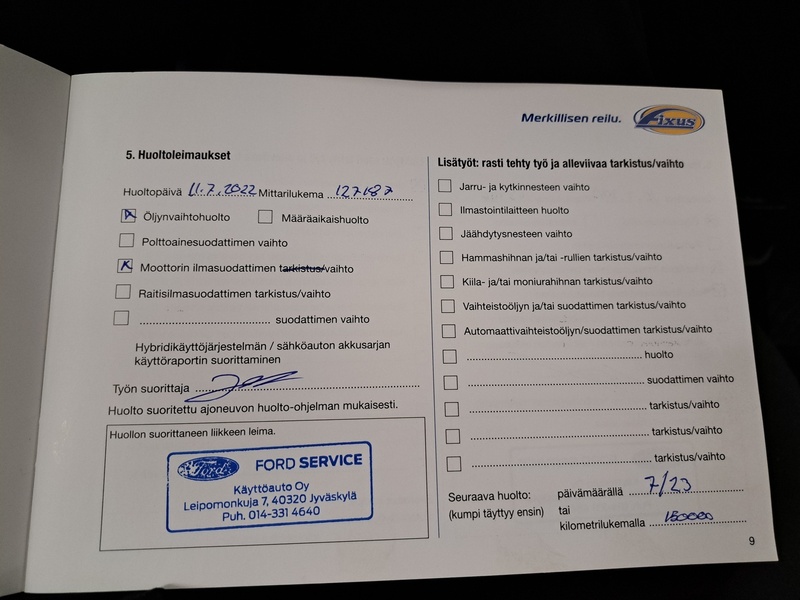 Merkillisen reilu. Fixus
5. Huoltoleimaukset
Huoltopäivä 11.7.2022 Mittarilukema 127187
Öljynvaihtohuolto Määräaikaishuolto
Polttoainesuodattimen vaihto
Moottorin ilmasuodattimen tarkistus/vaihto
Raitisilmasuodattimen tarkistus/vaihto
suodattimen vaihto
Hybridikäyttöjärjestelmän / sähköauton akkusarjan
käyttöraportin suorittaminen
Työn suorittaja
Huolto suoritettu ajoneuvon huolto-ohjelman mukaisesti.
Huollon suorittaneen liikkeen leima.
Ford FORD SERVICE
Käyttöauto Oy
Leipomonkuja 7, 40320 Jyväskylä
Puh. 014-331 4640
Lisätyöt: rasti tehty työ ja alleviivaa tarkistus/vaihto
Jarru- ja kytkinnesteen vaihto
Ilmastointilaitteen huolto
Jäähdytysnesteen vaihto
Hammashihnan ja/tai -rullien tarkistus/vaihto
Kiila- ja/tai moniurahihnan tarkistus/vaihto
Vaihteistoöljyn ja/tai suodattimen tarkistus/vaihto
Automaattivaihteistoöljyn/suodattimen tarkistus/vaihto
huolto
suodattimen vaihto
tarkistus/vaihto
tarkistus/vaihto
tarkistus/vaihto
Seuraava huolto: päivämäärällä 7/23
(kumpi täyttyy ensin) tai
kilometrilukemalla 150000
9